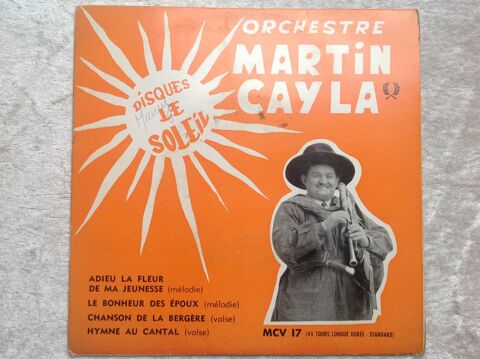 ORCHESTRE
MARTiN
CAYLA
DISQUES
LE
SOLEIL
ADIEU LA FLEUR
DE MA JEUNESSE (mélodie)
LE BONHEUR DES ÉPOUX (mélodie)
CHANSON DE LA BERGÈRE (valse)
HYMNE AU CANTAL (valse)
MCV 17 (45 TOURS LONGUE DURÉE - STANDARD)